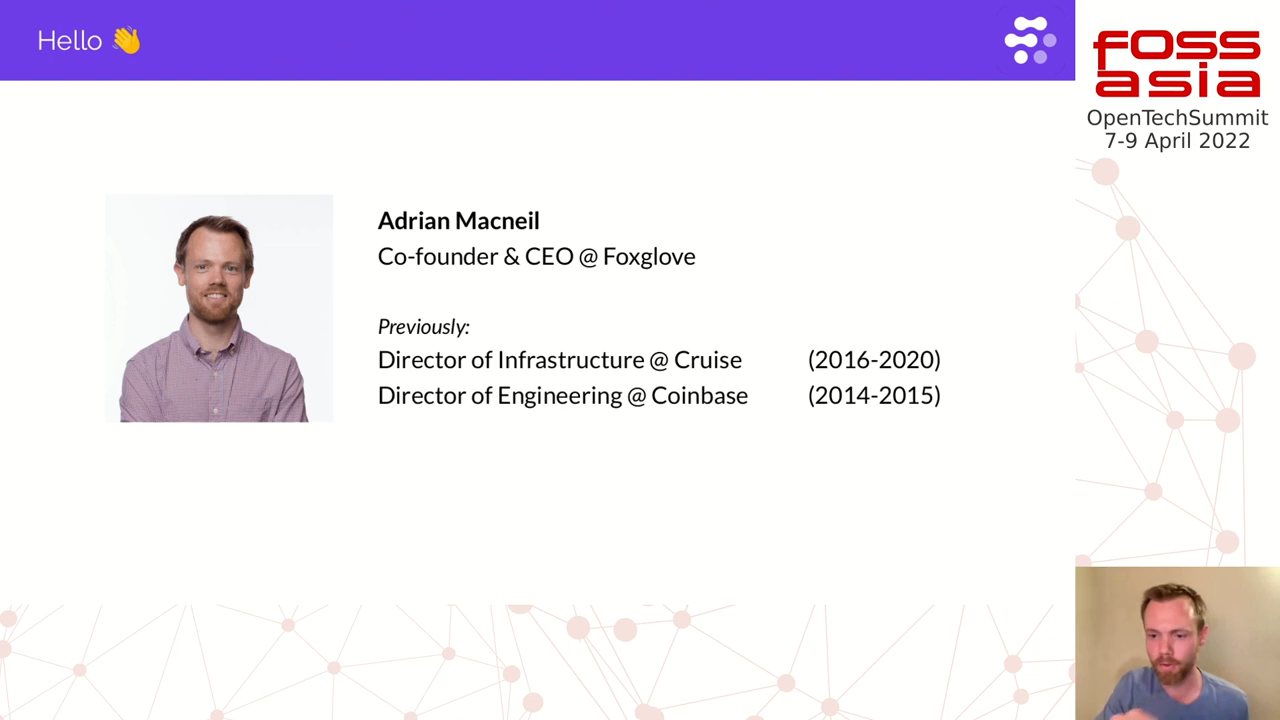 Hello 👋
Adrian Macneil
Co-founder & CEO @ Foxglove
Previously:
Director of Infrastructure @ Cruise (2016-2020)
Director of Engineering @ Coinbase (2014-2015)
foss
asia
OpenTechSummit
7-9 April 2022